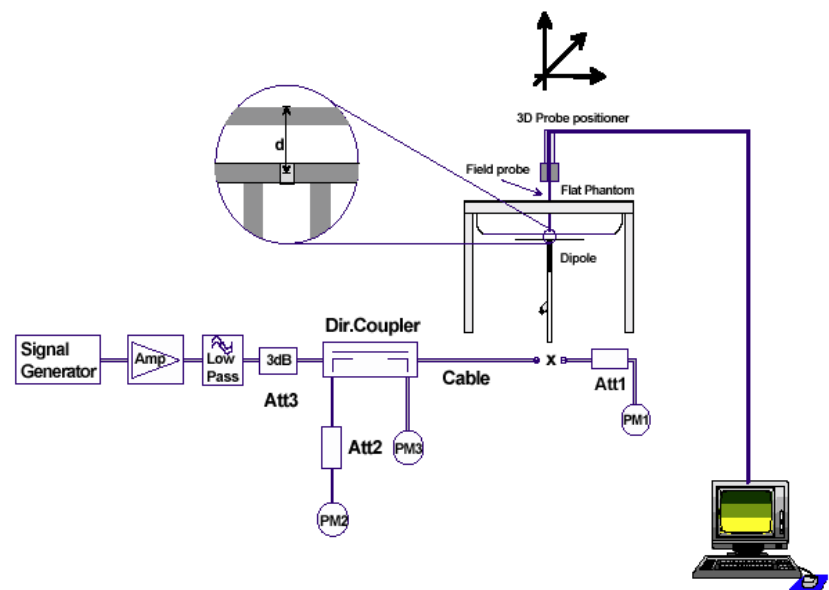 3D Probe positioner
d
Field probe
Flat Phantom
Dipole
Dir.Coupler
Signal
Generator
Amp
Low
Pass
3dB
Att3
Cable
x
Att1
PM1
Att2
PM3
PM2